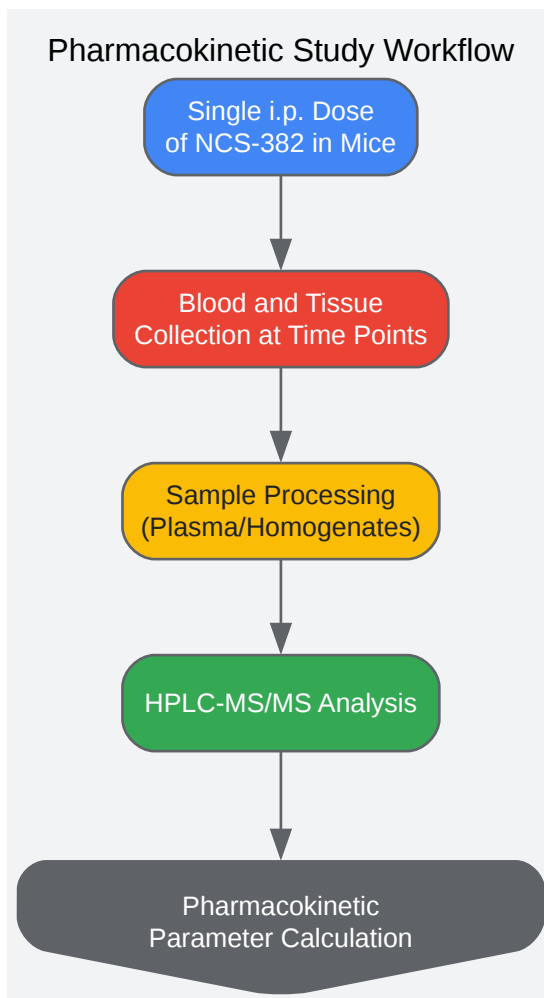 Pharmacokinetic Study Workflow
Single i.p. Dose
of NCS-382 in Mice
Blood and Tissue
Collection at Time Points
Sample Processing
(Plasma/Homogenates)
HPLC-MS/MS Analysis
Pharmacokinetic
Parameter Calculation